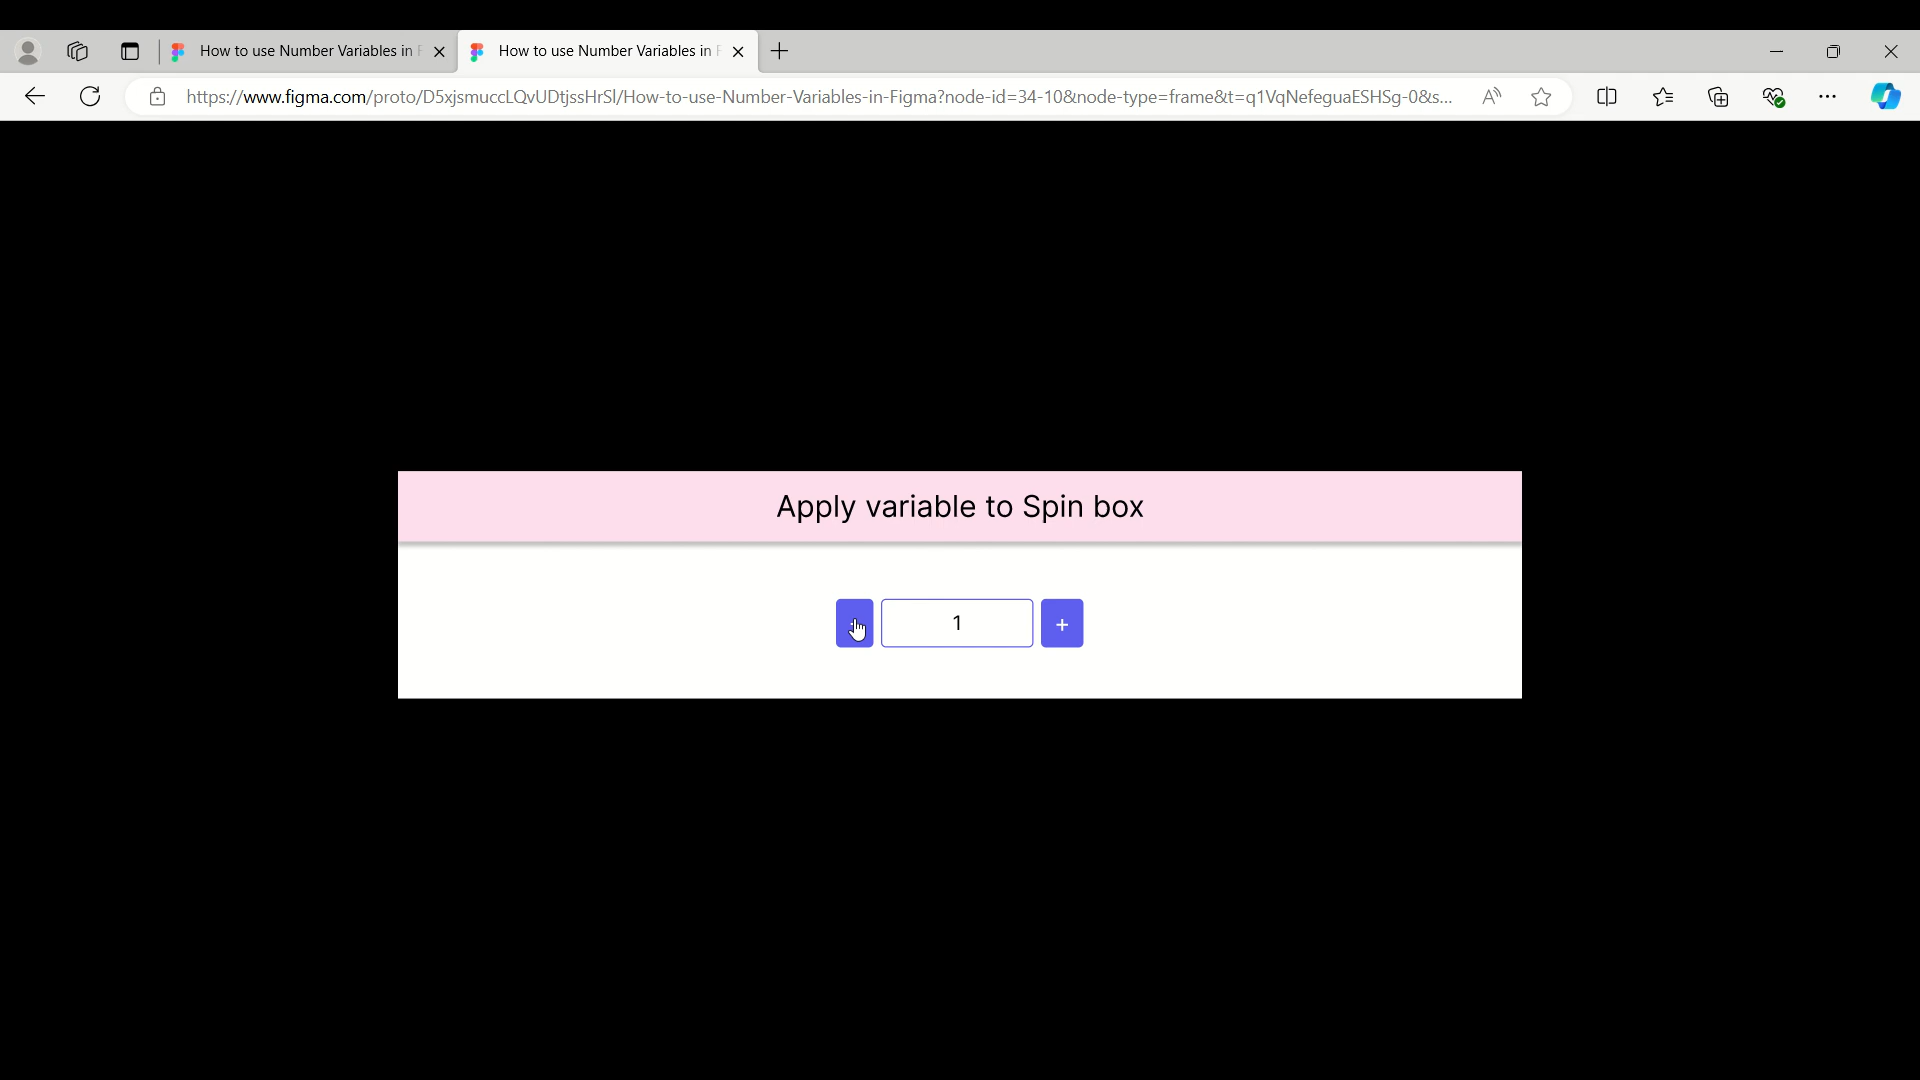 How to use Number Variables in F
How to use Number Variables in F
https://www.figma.com/proto/D5xjsmuccLQvUDtjssHrSl/How-to-use-Number-Variables-in-Figma?node-id=34-10&node-type=frame&t=q1VqNefeguaESHSg-0&s...
Apply variable to Spin box
1 +